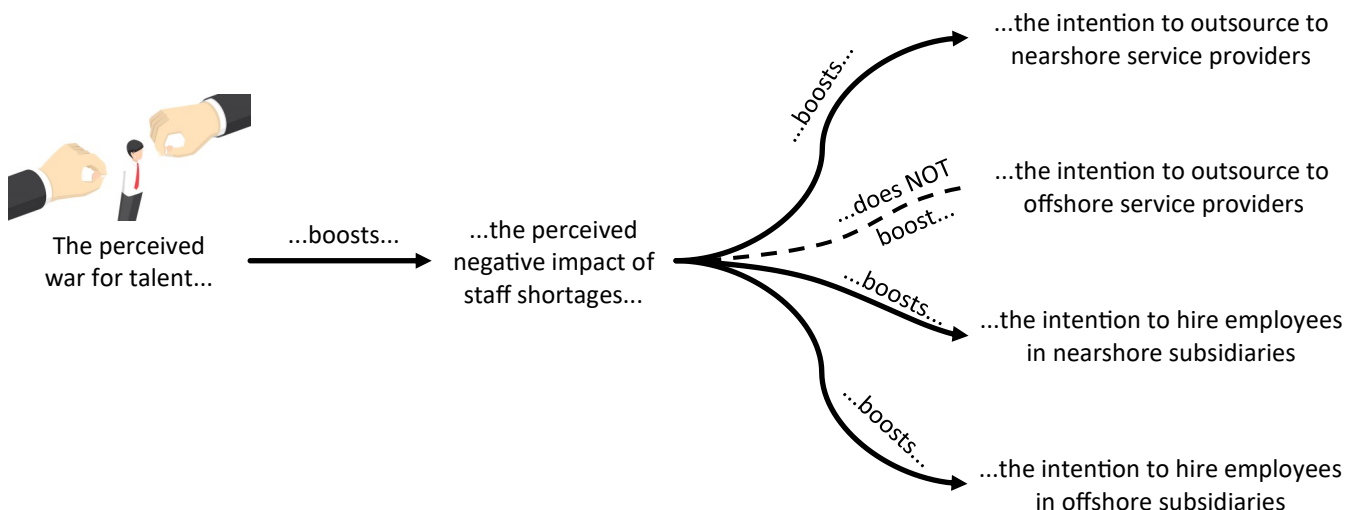 The perceived
war for talent...
...boosts...
...the perceived
negative impact of
staff shortages...
...boosts...
...the intention to outsource to
nearshore service providers
...does NOT
boost...
...the intention to outsource to
offshore service providers
...boosts...
...the intention to hire employees
in nearshore subsidiaries
...boosts...
...the intention to hire employees
in offshore subsidiaries